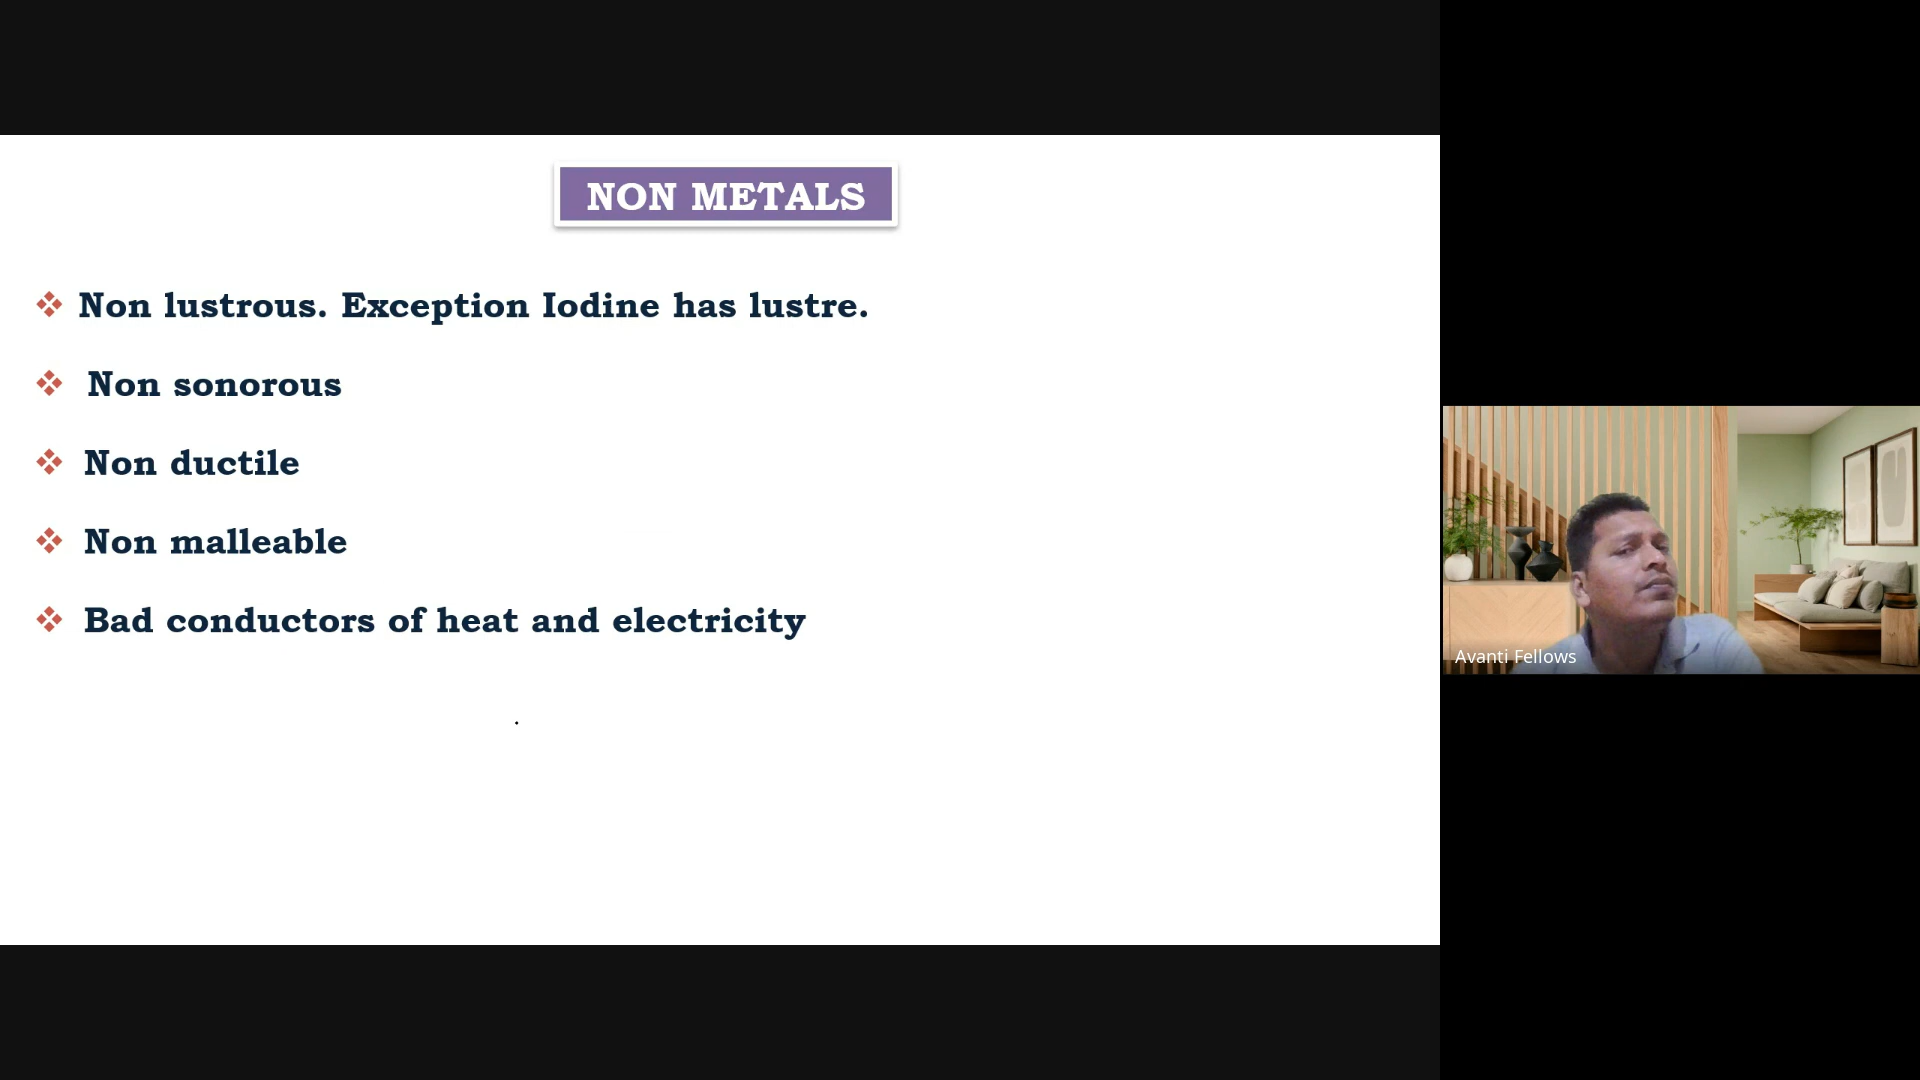 NON METALS
Non lustrous. Exception Iodine has lustre.
Non sonorous
Non ductile
Non malleable
Bad conductors of heat and electricity
Avanti Fellows